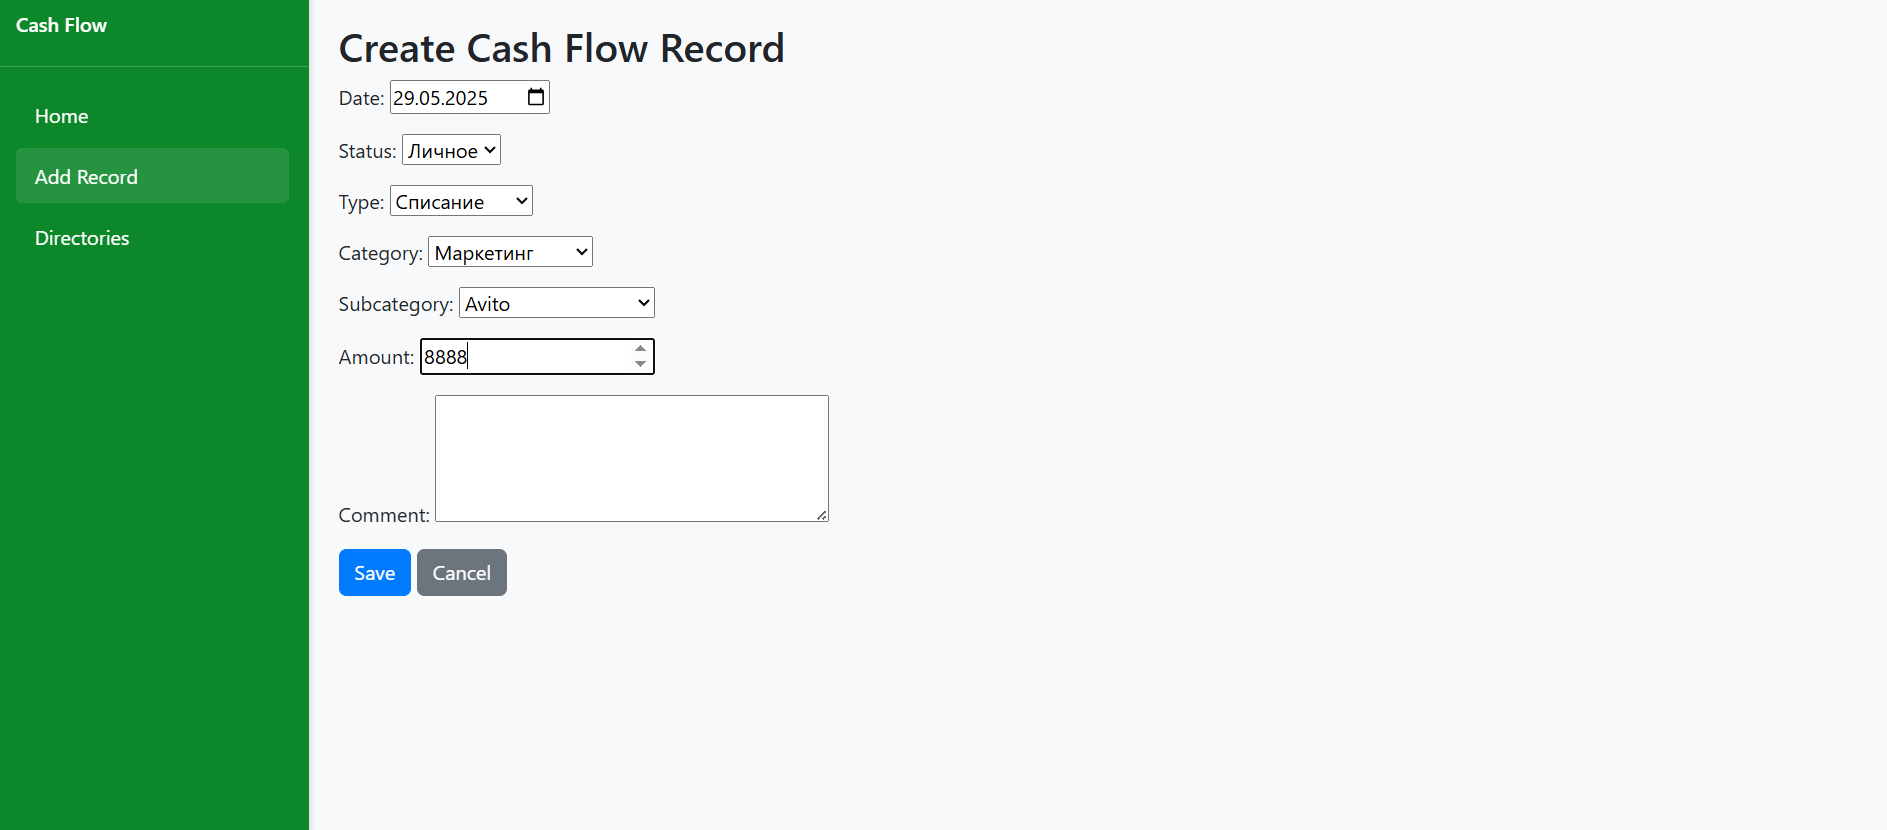 Cash Flow
Home
Add Record
Directories
Create Cash Flow Record
Date: 29.05.2025
Status: Личное
Type: Списание
Category: Маркетинг
Subcategory: Avito
Amount: 8888
Comment:
Save Cancel